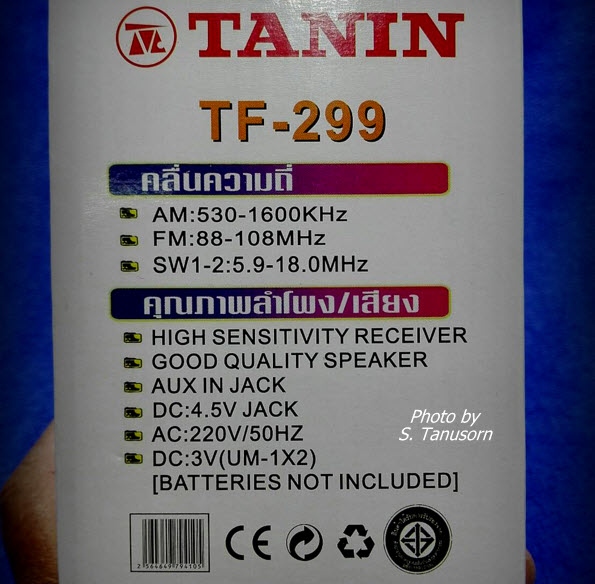 TANIN
TF-299
คลื่นความถี่
AM:530-1600KHz
FM:88-108MHz
SW1-2:5.9-18.0MHz
คุณภาพลำโพง/เสียง
HIGH SENSITIVITY RECEIVER
GOOD QUALITY SPEAKER
AUX IN JACK
DC:4.5V JACK
AC:220V/50HZ
DC:3V(UM-1X2)
[BATTERIES NOT INCLUDED]
Photo by
S. Tanusorn
2 364649 794105
CE